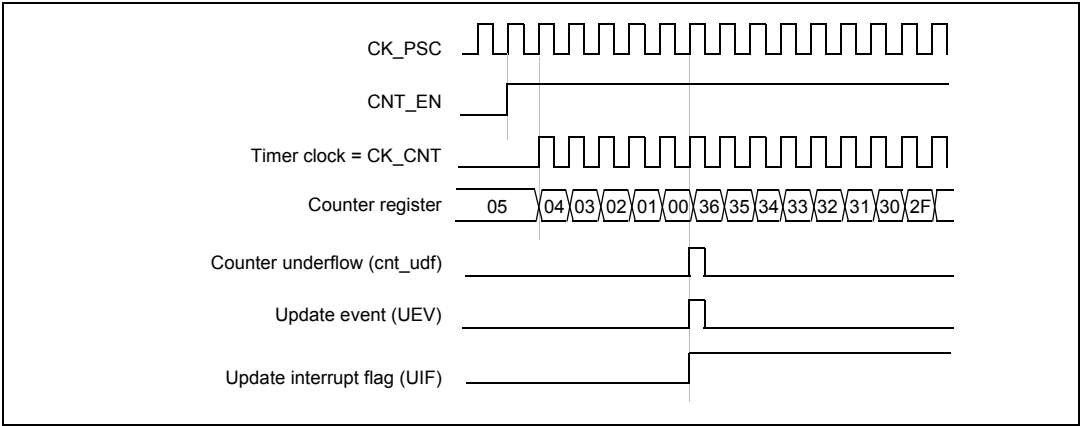 CK_PSC
CNT_EN
Timer clock = CK_CNT
Counter register 05 04 03 02 01 00 36 35 34 33 32 31 30 2F
Counter underflow (cnt_udf)
Update event (UEV)
Update interrupt flag (UIF)